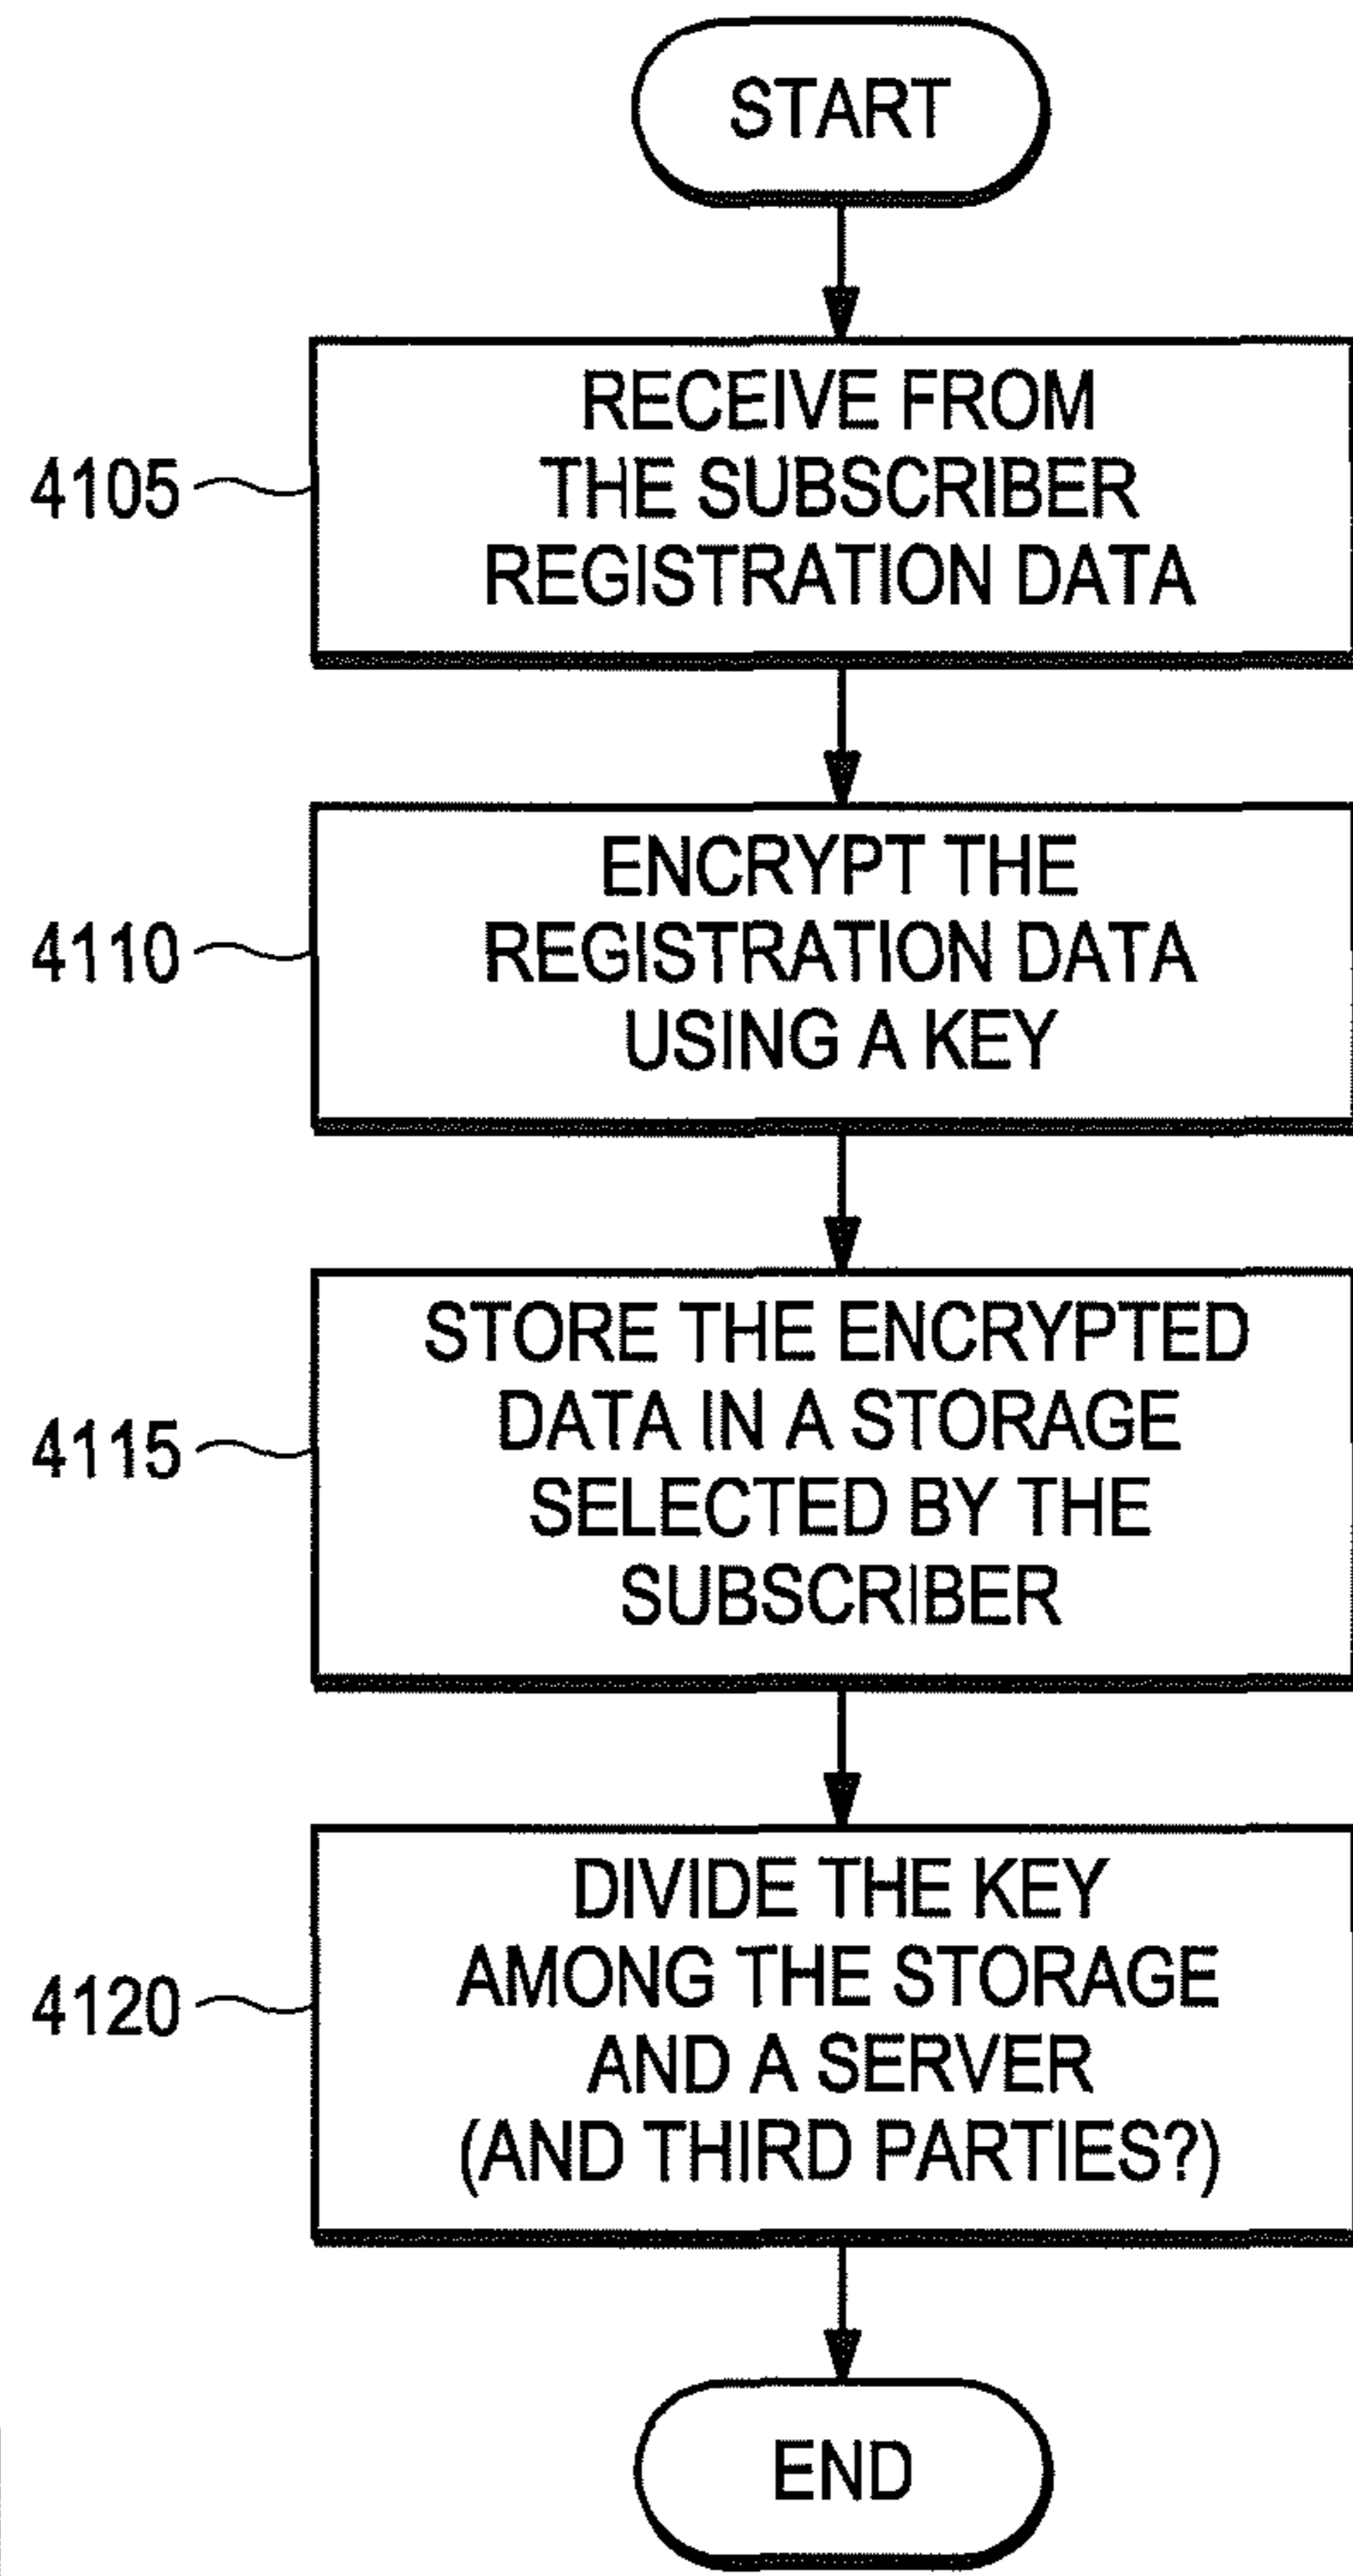 START
RECEIVE FROM
THE SUBSCRIBER
REGISTRATION DATA
4105
ENCRYPT THE
REGISTRATION DATA
USING A KEY
4110
STORE THE ENCRYPTED
DATA IN A STORAGE
SELECTED BY THE
SUBSCRIBER
4115
DIVIDE THE KEY
AMONG THE STORAGE
AND A SERVER
(AND THIRD PARTIES?)
4120
END